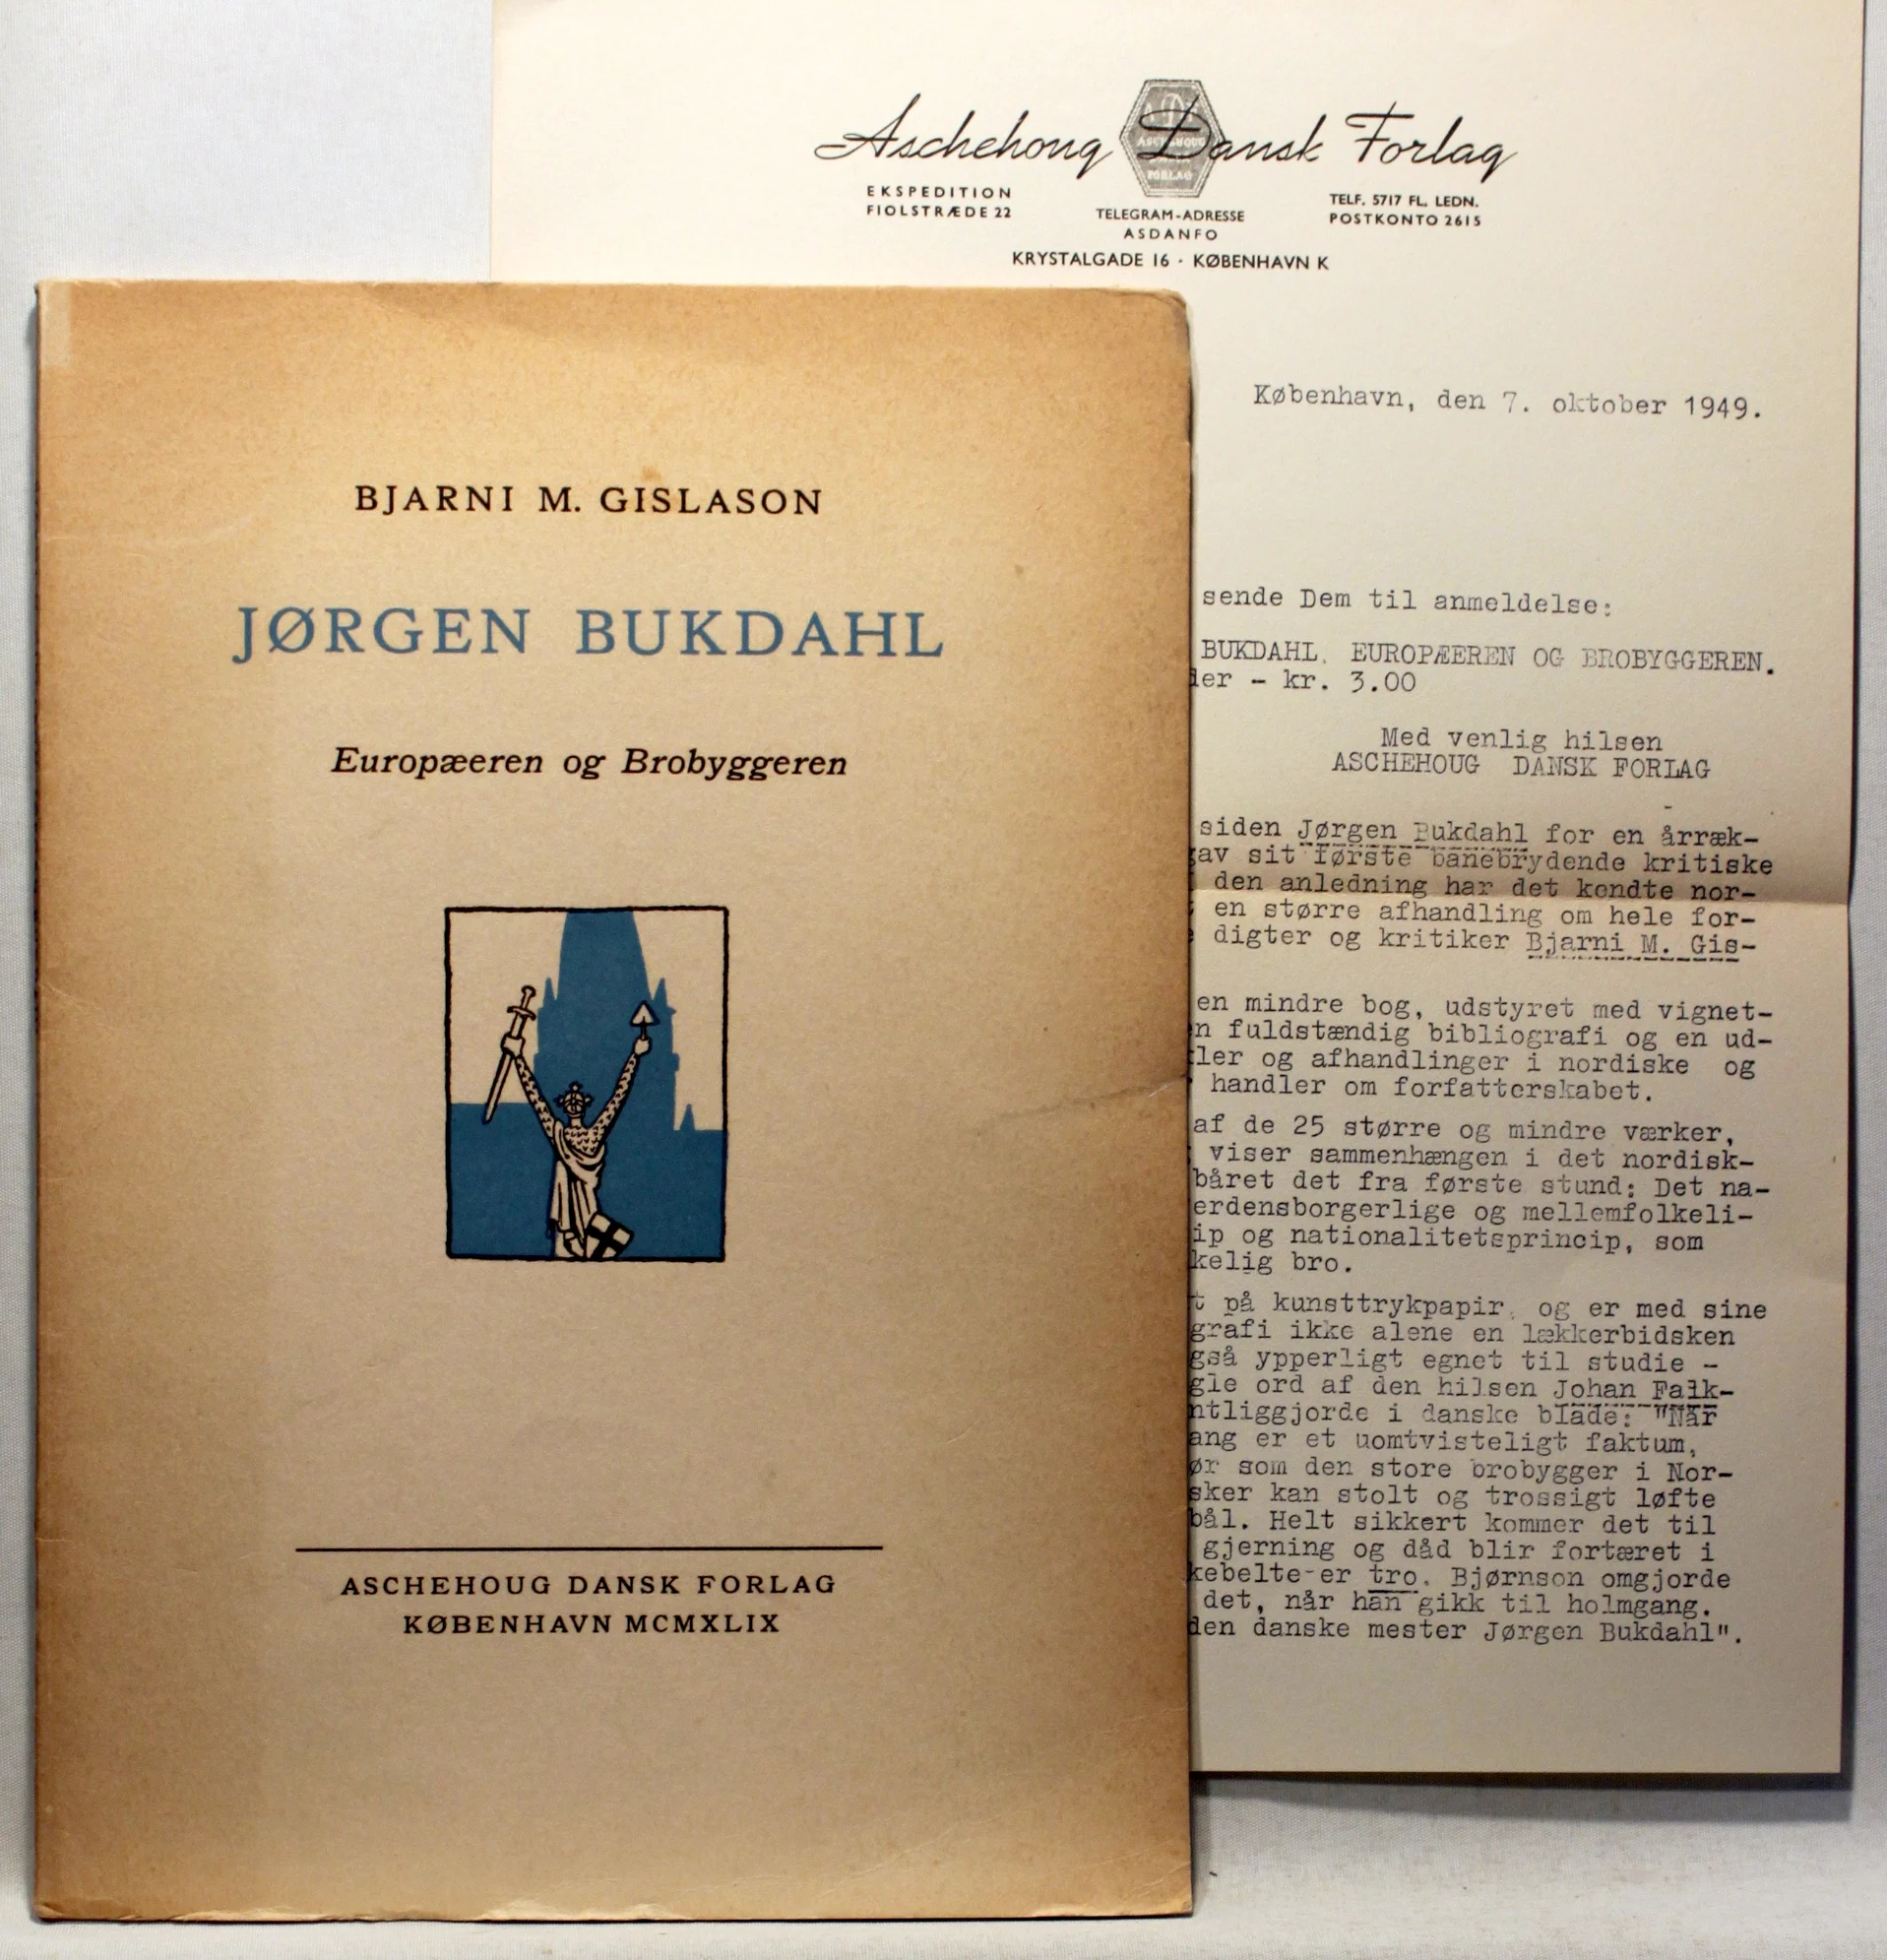 BJARNI M. GISLASON
JØRGEN BUKDAHL
Europæeren og Brobyggeren
ASCHEHOUG DANSK FORLAG
KØBENHAVN MCMXLIX
Aschehoug Dansk Forlag
ASCHEHOUG
FORLAG
EKSPEDITION
FIOLSTRÆDE 22
TELEGRAM-ADRESSE
ASDANFO
TELF. 5717 FL. LEDN.
POSTKONTO 2615
KRYSTALGADE 16 · KØBENHAVN K
København, den 7. oktober 1949.
sende Dem til anmeldelse:
BUKDAHL. EUROPÆEREN OG BROBYGGEREN.
der - kr. 3.00
Med venlig hilsen
ASCHEHOUG DANSK FORLAG
siden Jørgen Bukdahl for en årræk-
gav sit første banebrydende kritiske
den anledning har det kendte nor-
en større afhandling om hele for-
digter og kritiker Bjarni M. Gis-
en mindre bog, udstyret med vignet-
n fuldstændig bibliografi og en ud-
ler og afhandlinger i nordiske og
handler om forfatterskabet.
af de 25 større og mindre værker,
viser sammenhængen i det nordisk-
båret det fra første stund: Det na-
erdensborgerlige og mellemfolkeli-
ip og nationalitetsprincip, som
kelig bro.
t på kunsttrykpapir, og er med sine
grafi ikke alene en lækkerbidsken
gså ypperligt egnet til studie -
gle ord af den hilsen Johan Falk-
ntliggjorde i danske blade: "Når
ang er et uomtvisteligt faktum,
ør som den store brobygger i Nor-
sker kan stolt og trossigt løfte
bål. Helt sikkert kommer det til
gjerning og dåd blir fortæret i
kebelte-er tro. Bjørnson omgjorde
det, når han gikk til holmgang.
den danske mester Jørgen Bukdahl".